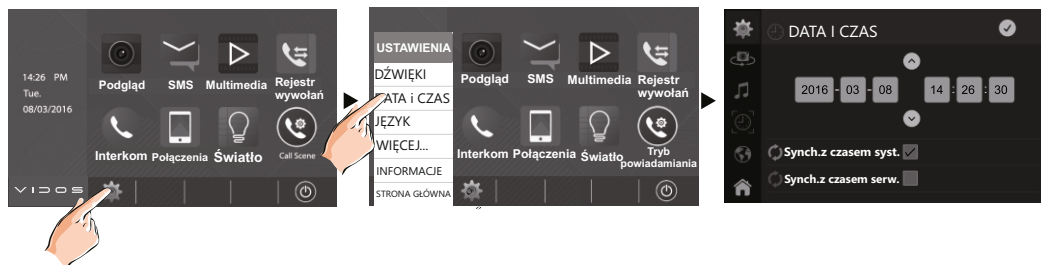 14:26 PM
Tue.
08/03/2016
Podgląd SMS Multimedia Rejestr wywołań
Interkom Połączenia Światło Call Scene
VIDOS
USTAWIENIA
DŹWIĘKI
DATA i CZAS
JĘZYK
WIĘCEJ...
INFORMACJE
STRONA GŁÓWNA
Podgląd SMS Multimedia Rejestr wywołań
Interkom Połączenia Światło Tryb powiadamiania
DATA I CZAS
2016 - 03 - 08 14 : 26 : 30
Synch.z czasem syst.
Synch.z czasem serw.